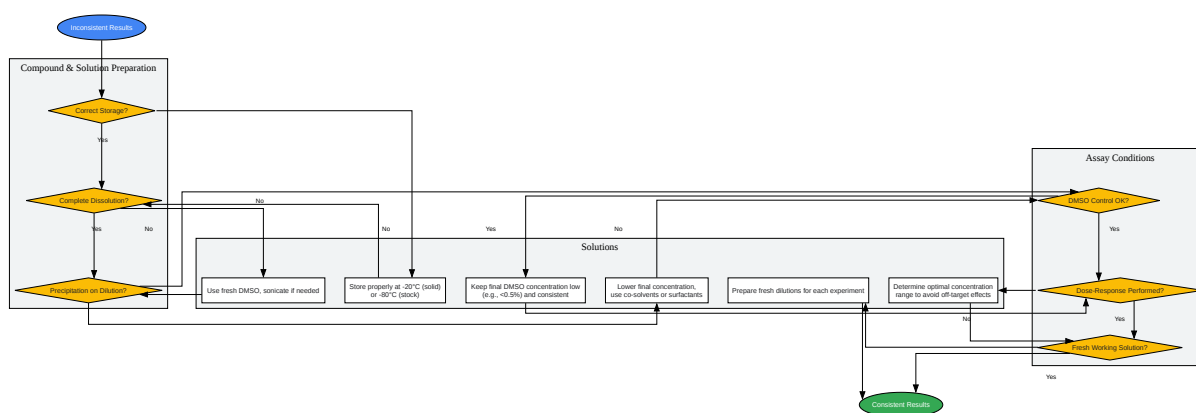 Inconsistent Results
Compound & Solution Preparation
Correct Storage?
Yes
Assay Conditions
Complete Dissolution?
No
DMSO Control OK?
Yes
No
No
Yes
No
Yes
Solutions
Precipitation on Dilution?
Use fresh DMSO, sonicate if needed
Store properly at -20°C (solid)
or -80°C (stock)
Keep final DMSO concentration low
(e.g., <0.5%) and consistent
Lower final concentration,
use co-solvents or surfactants
Prepare fresh dilutions for each experiment
Determine optimal concentration
range to avoid off-target effects
Dose-Response Performed?
No
Yes
Fresh Working Solution?
Yes
Consistent Results